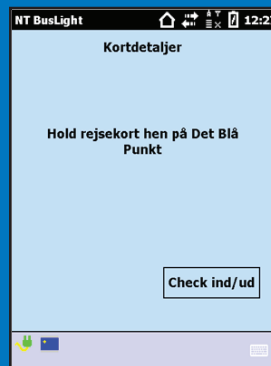 NT BusLight 12:2
Kortdetaljer
Hold rejsekort hen på Det Blå
Punkt
Check ind/ud